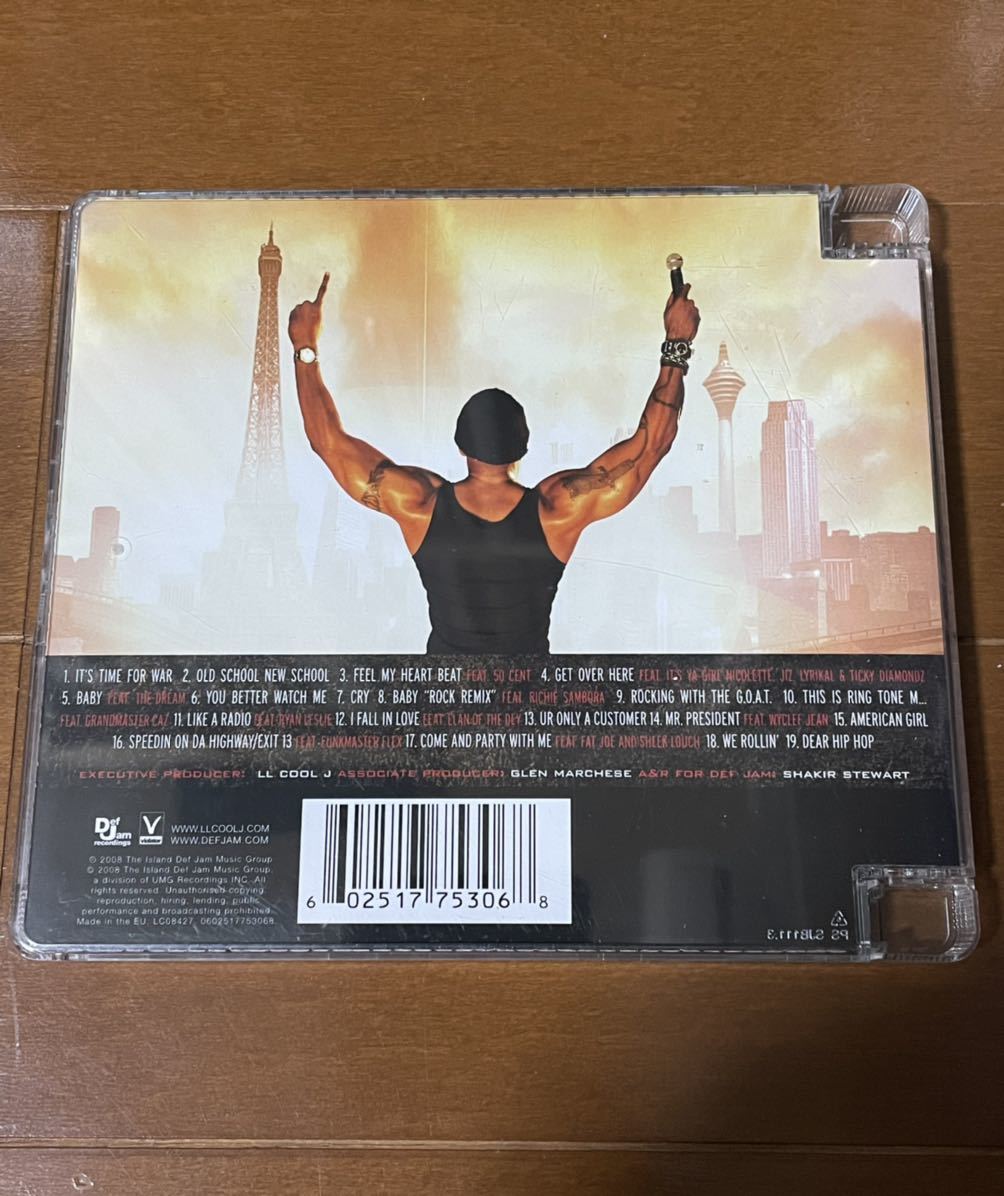 1. IT'S TIME FOR WAR 2. OLD SCHOOL NEW SCHOOL 3. FEEL MY HEART BEAT FEAT. 50 CENT 4. GET OVER HERE FEAT. IT'S YA GIRL NICOLETTE, JIZ, LYRIKAL & TICKY DIAMONDZ
5. BABY FEAT. THE-DREAM 6. YOU BETTER WATCH ME 7. CRY 8. BABY "ROCK REMIX" FEAT. RICHIE SAMBORA 9. ROCKING WITH THE G.O.A.T. 10. THIS IS RING TONE M...
FEAT. GRANDMASTER CAZ 11. LIKE A RADIO FEAT. RYAN LESLIE 12. I FALL IN LOVE FEAT. ELAN OF THE DEY 13. UR ONLY A CUSTOMER 14. MR. PRESIDENT FEAT. WYCLEF JEAN 15. AMERICAN GIRL
16. SPEEDIN ON DA HIGHWAY/EXIT 13 FEAT. FUNKMASTER FLEX 17. COME AND PARTY WITH ME FEAT FAT JOE AND SHEEK LOUCH 18. WE ROLLIN' 19. DEAR HIP HOP
EXECUTIVE PRODUCER: LL COOL J ASSOCIATE PRODUCER: GLEN MARCHESE A&R FOR DEF JAM: SHAKIR STEWART
Def Jam recordings
Violator
WWW.LLCOOLJ.COM
WWW.DEFJAM.COM
© 2008 The Island Def Jam Music Group
℗ 2008 The Island Def Jam Music Group.
a division of UMG Recordings INC. All
rights reserved. Unauthorised copying,
reproduction, hiring, lending, public
performance and broadcasting prohibited.
Made in the EU. LC08427. 0602517753068.
6 02517 75306 8
PS SJB111.3